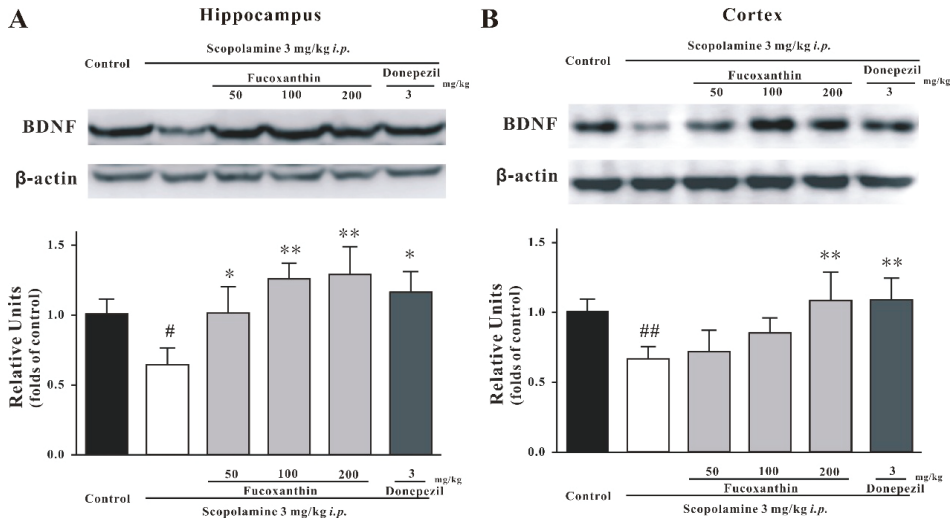 A
Hippocampus
Scopolamine 3 mg/kg i.p.
Control
Fucoxanthin
Donepezil
50 100 200 3 mg/kg
BDNF
β-actin
Relative Units
(folds of control)
1.5
1.0
0.5
0.0
# * ** ** *
50 100 200 3 mg/kg
Control
Fucoxanthin
Donepezil
Scopolamine 3 mg/kg i.p.
B
Cortex
Scopolamine 3 mg/kg i.p.
Control
Fucoxanthin
Donepezil
50 100 200 3 mg/kg
BDNF
β-actin
Relative Units
(folds of control)
1.5
1.0
0.5
0.0
## ** **
50 100 200 3 mg/kg
Control
Fucoxanthin
Donepezil
Scopolamine 3 mg/kg i.p.